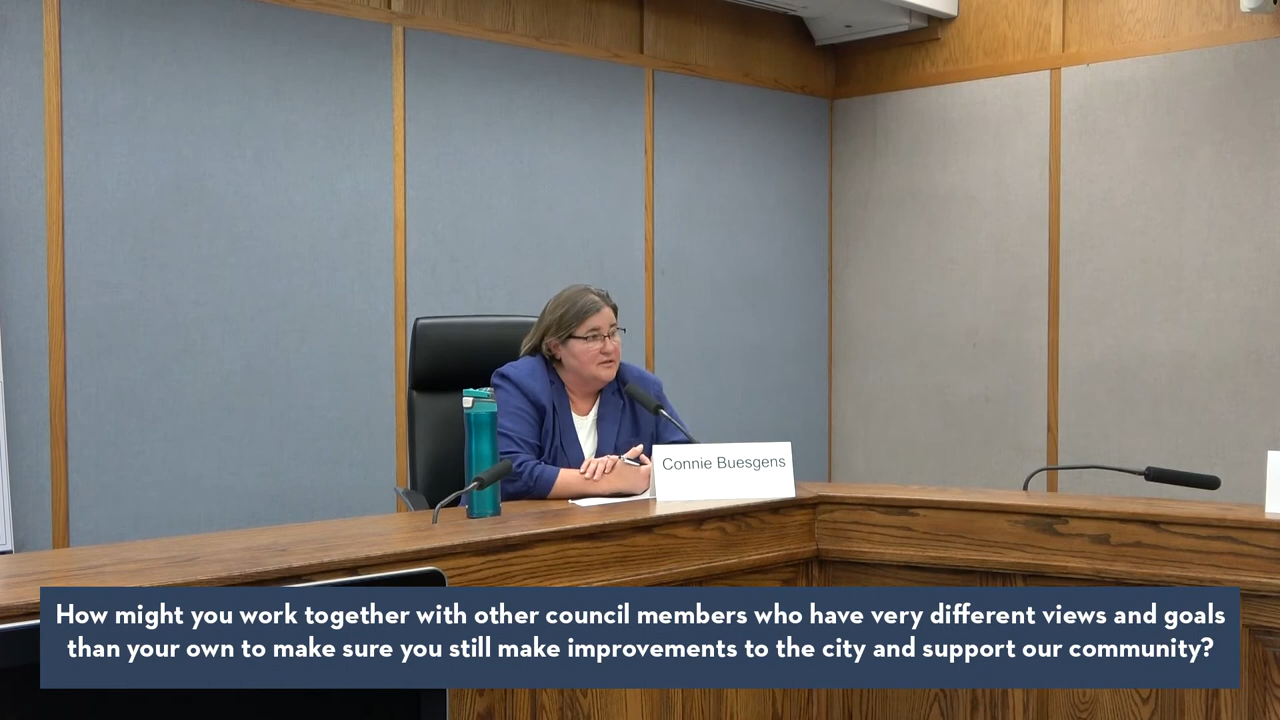 Connie Buesgens
How might you work together with other council members who have very different views and goals
than your own to make sure you still make improvements to the city and support our community?